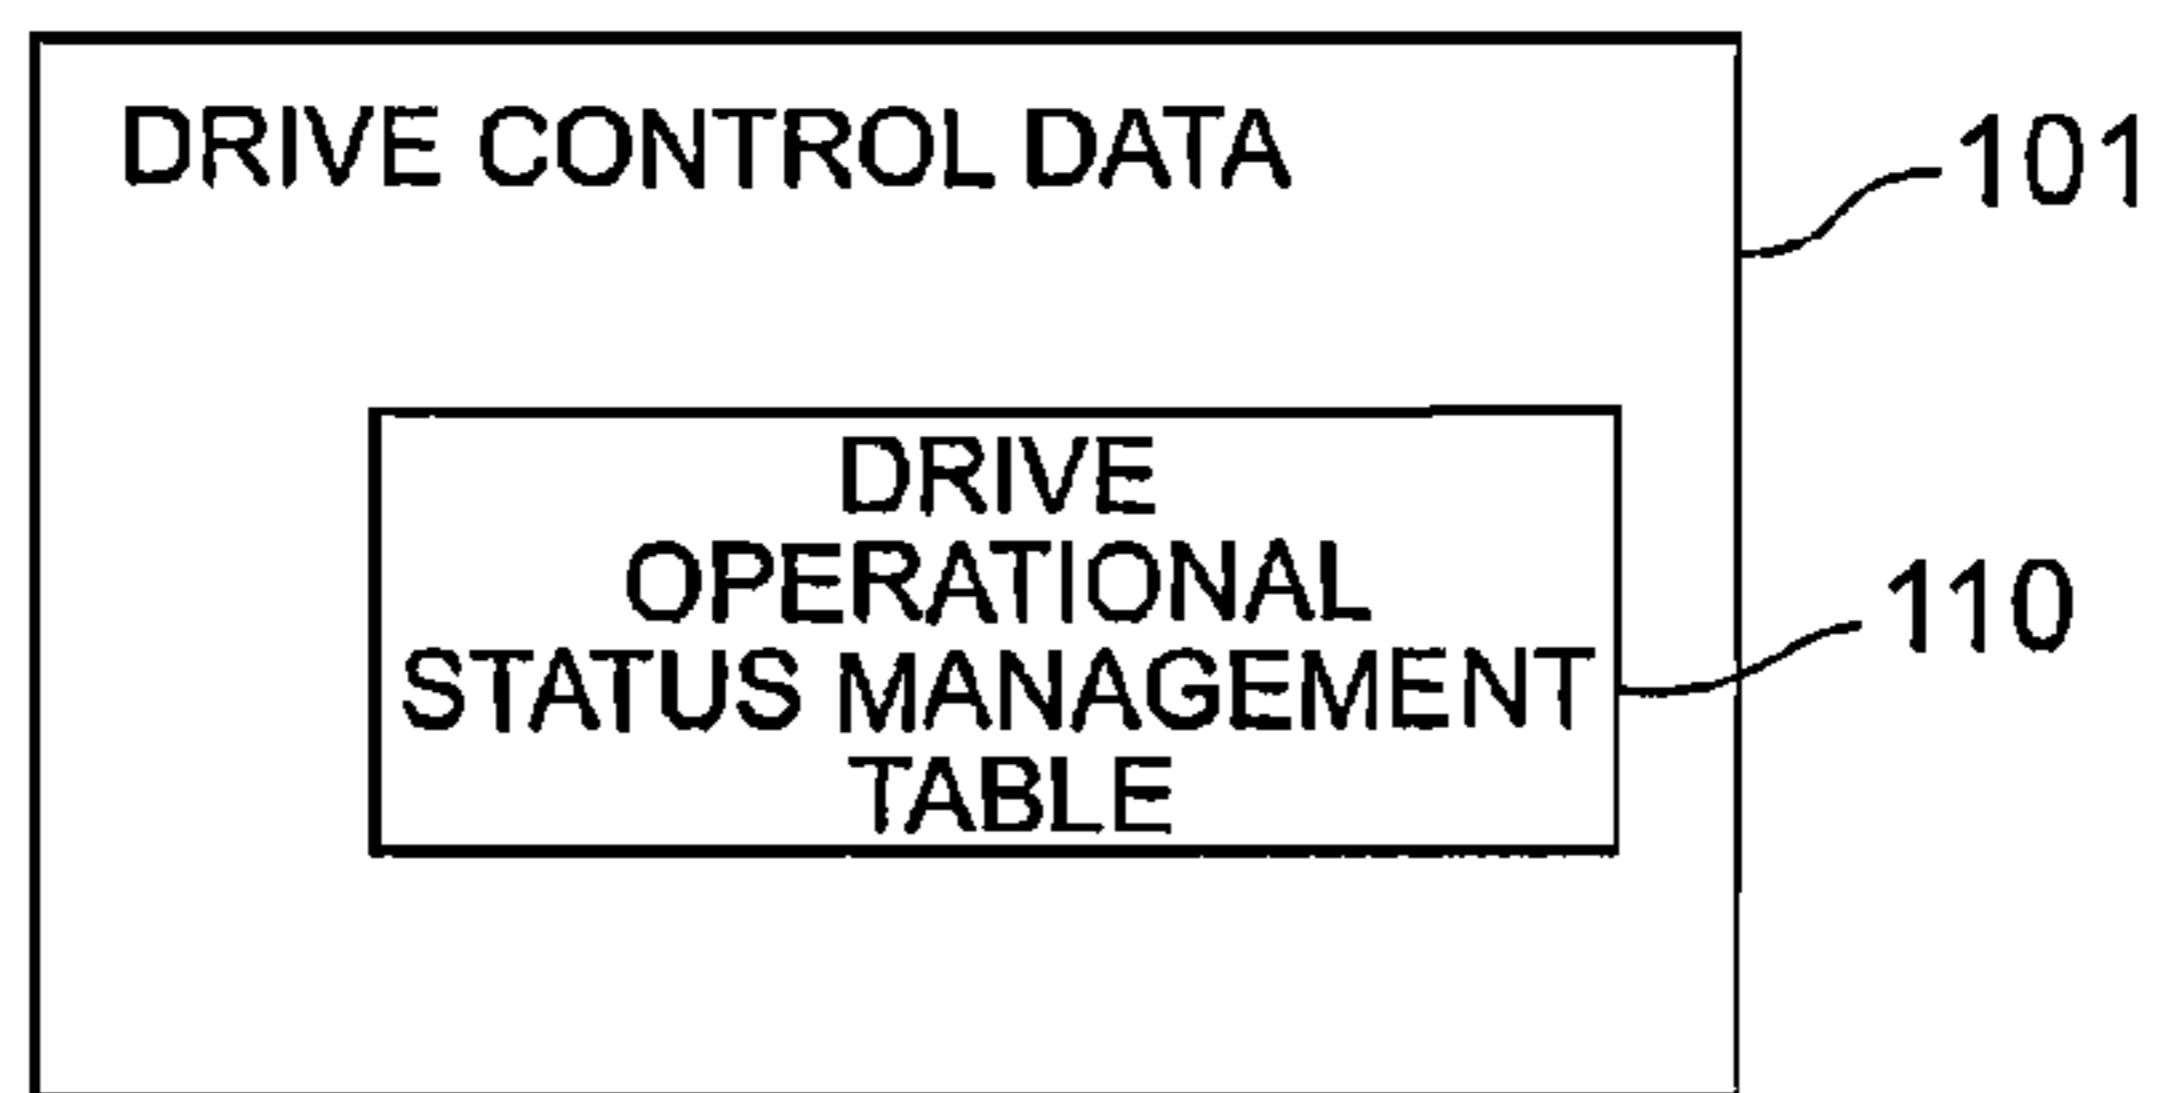 DRIVE CONTROL DATA
101
DRIVE
OPERATIONAL
STATUS MANAGEMENT
TABLE
110